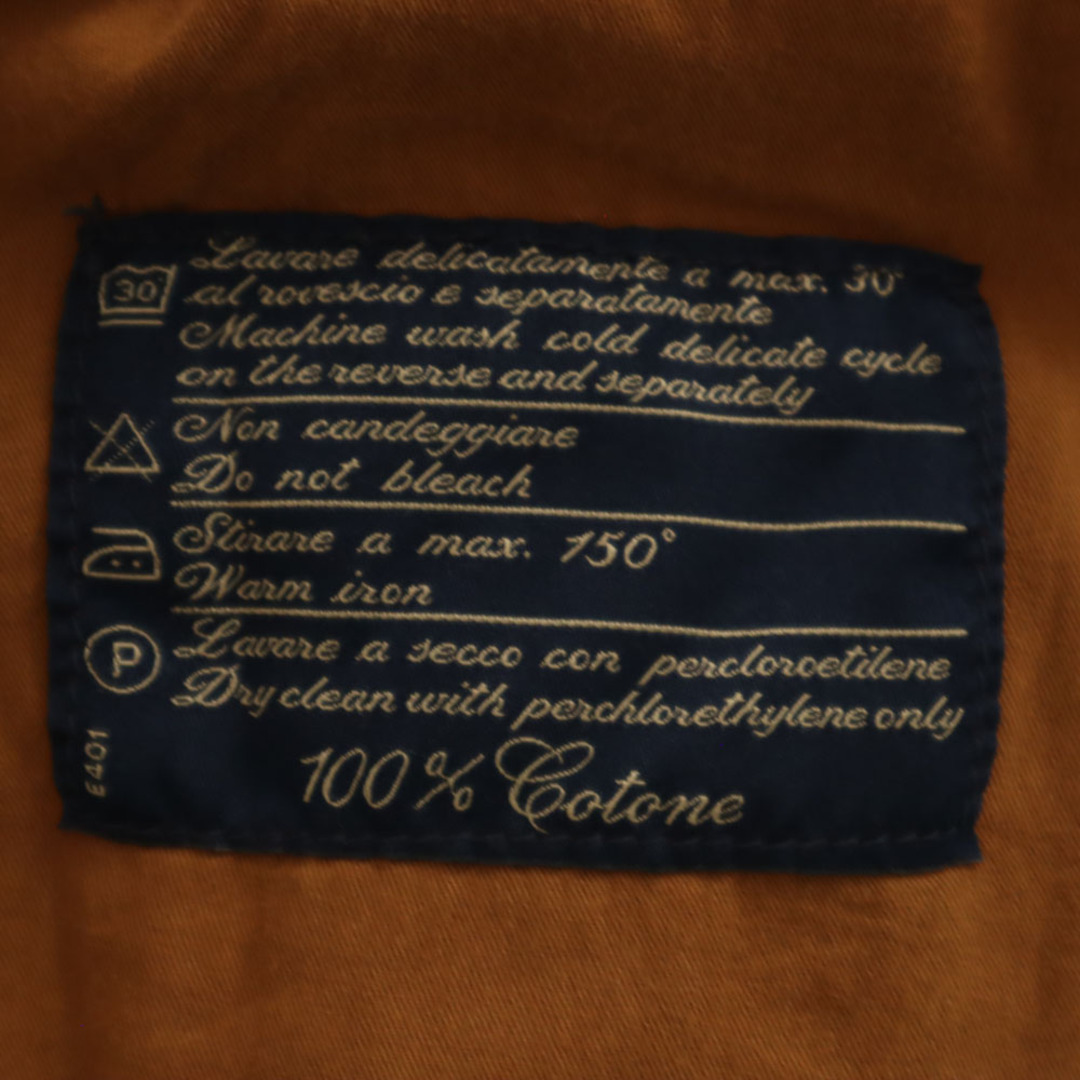 Lavare delicatamente a max. 30°
30° al rovescio e separatamente
Machine wash cold delicate cycle
on the reverse and separately
Non candeggiare
Do not bleach
Stirare a max. 150°
Warm iron
Lavare a secco con percloroetilene
P
Dry clean with perchlorethylene only
E401
100% Cotone